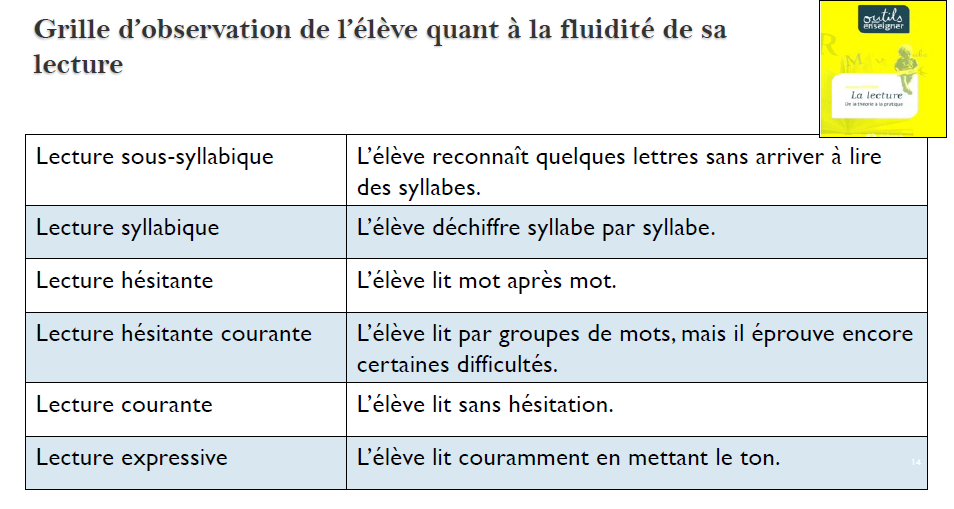 Grille d’observation de l’élève quant à la fluidité de sa
lecture
outils
enseigner
La lecture
De la théorie à la pratique
Lecture sous-syllabique
L’élève reconnaît quelques lettres sans arriver à lire
des syllabes.
Lecture syllabique
L’élève déchiffre syllabe par syllabe.
Lecture hésitante
L’élève lit mot après mot.
Lecture hésitante courante
L’élève lit par groupes de mots, mais il éprouve encore
certaines difficultés.
Lecture courante
L’élève lit sans hésitation.
Lecture expressive
L’élève lit couramment en mettant le ton.
14